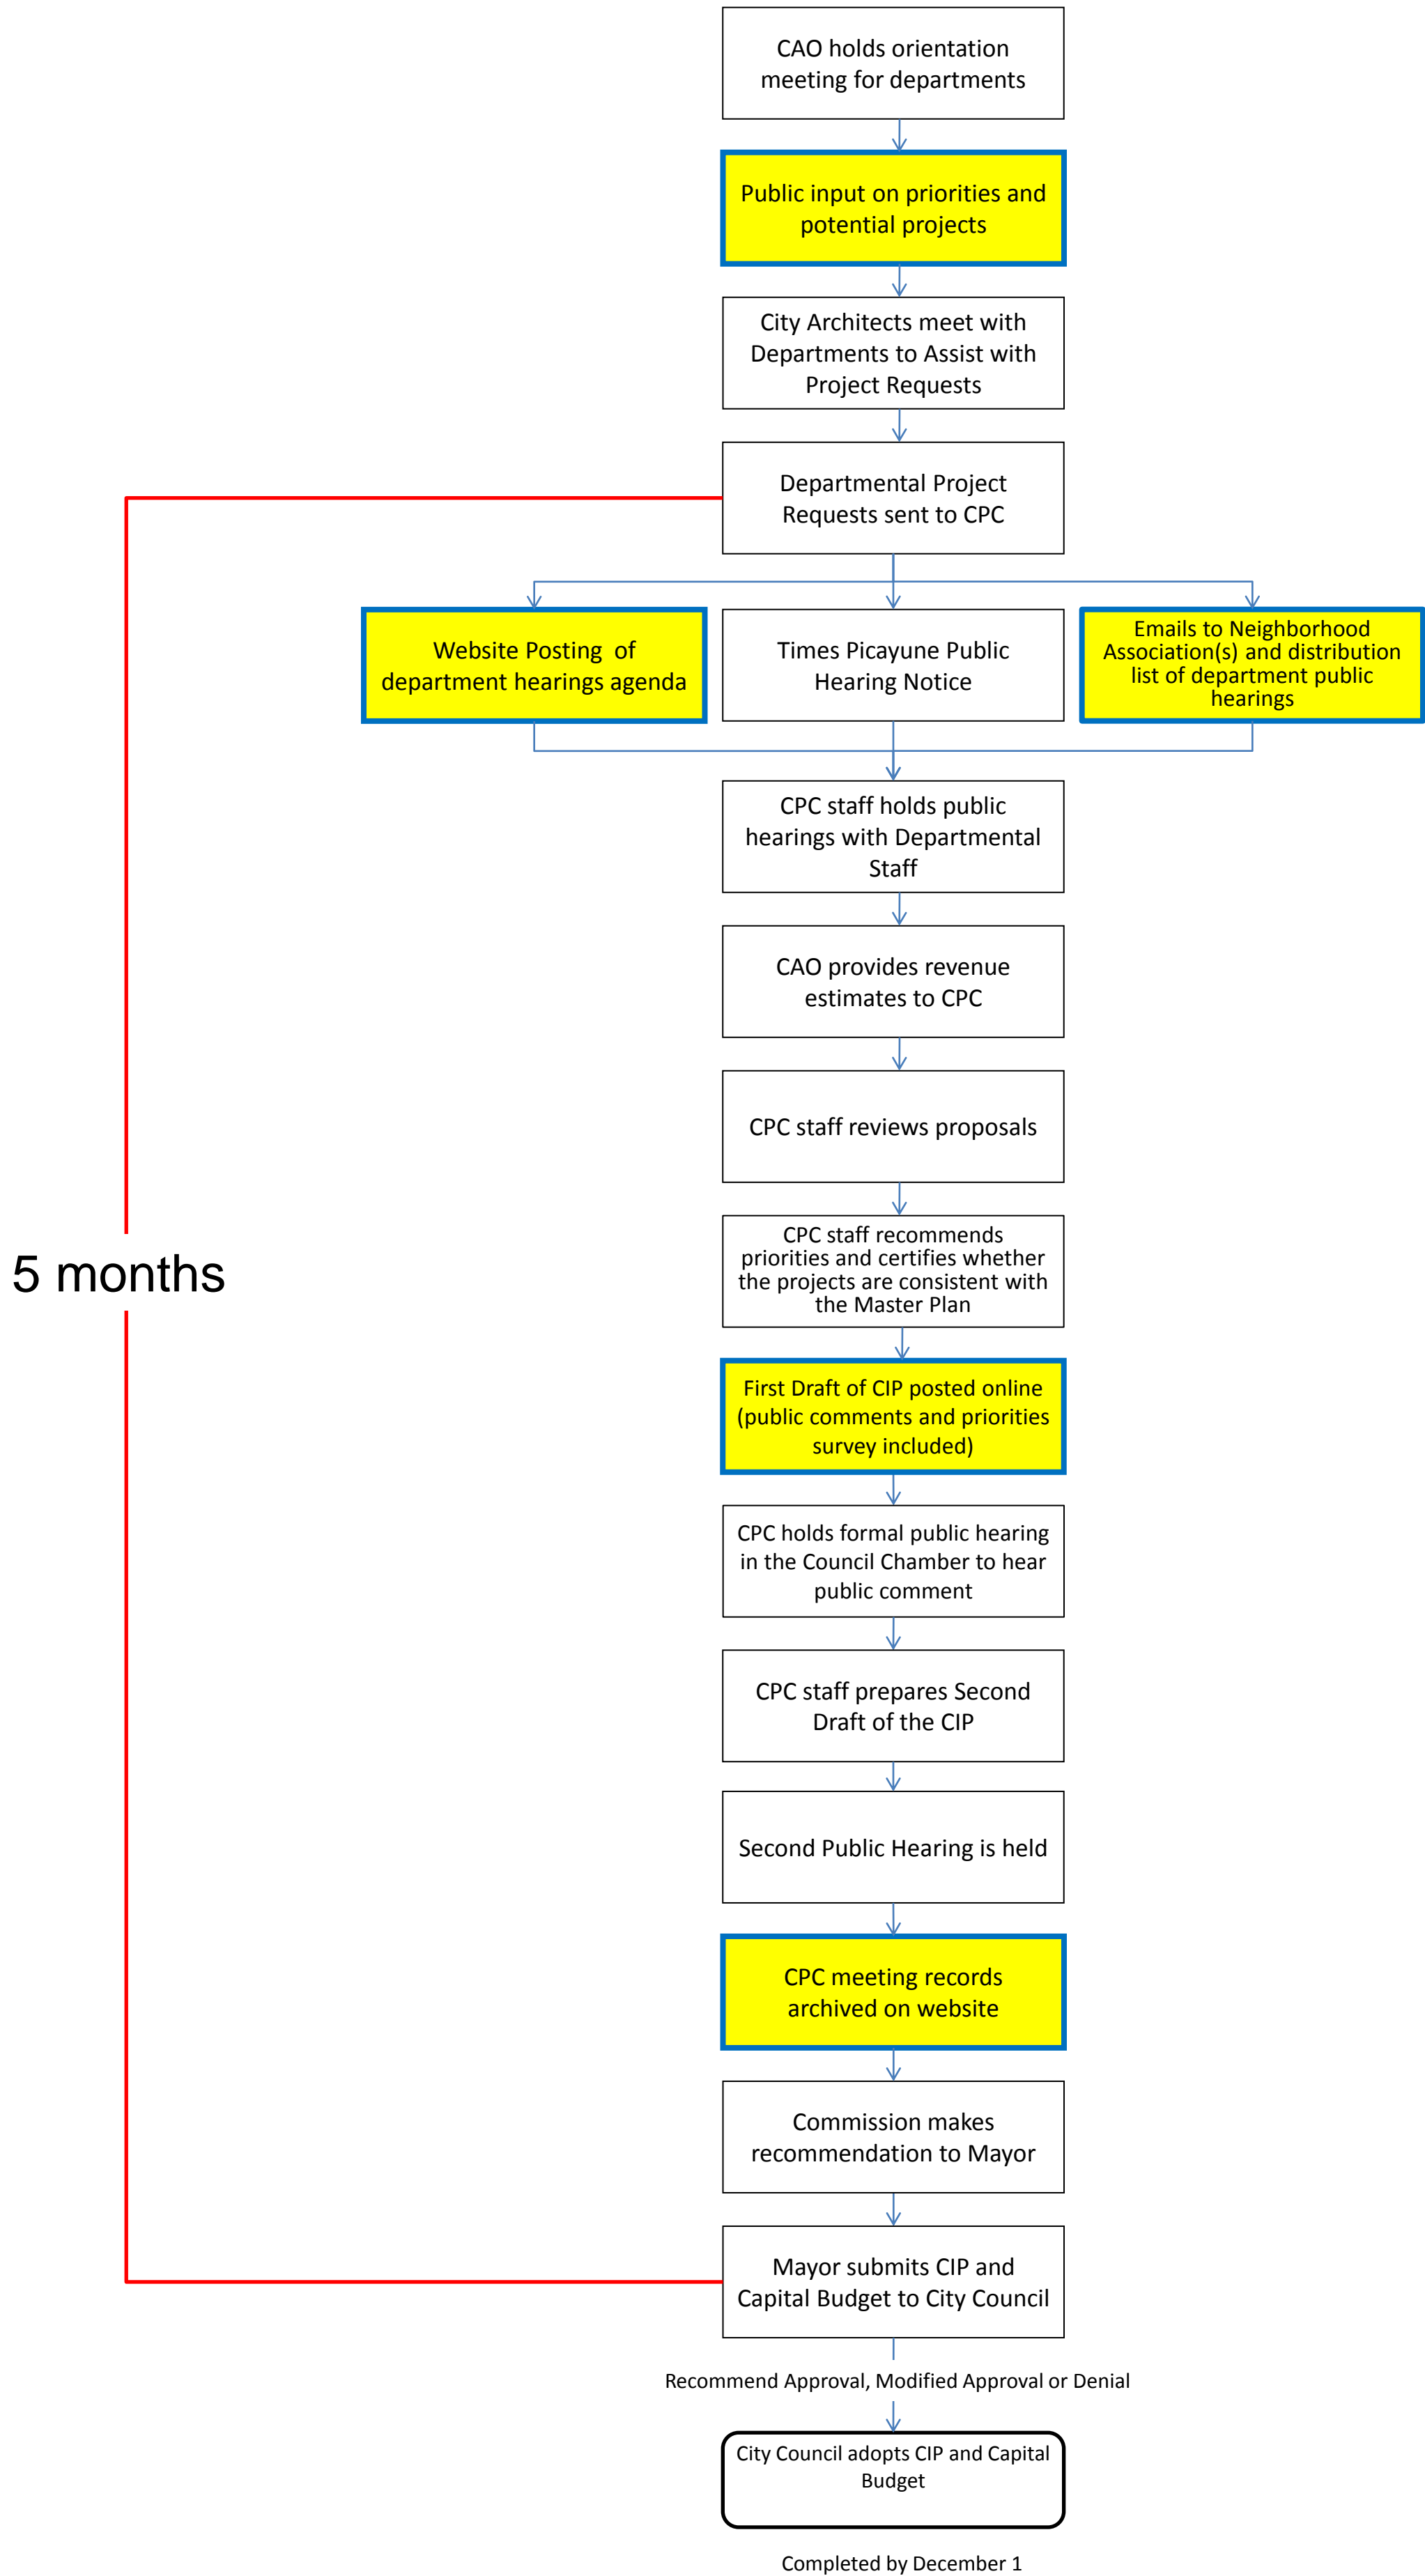 CAO holds orientation
meeting for departments
Public input on priorities and
potential projects
City Architects meet with
Departments to Assist with
Project Requests
Departmental Project
Requests sent to CPC
Website Posting of
department hearings agenda
Times Picayune Public
Hearing Notice
Emails to Neighborhood
Association(s) and distribution
list of department public
hearings
CPC staff holds public
hearings with Departmental
Staff
CAO provides revenue
estimates to CPC
CPC staff reviews proposals
CPC staff recommends
priorities and certifies whether
the projects are consistent with
the Master Plan
5 months
First Draft of CIP posted online
(public comments and priorities
survey included)
CPC holds formal public hearing
in the Council Chamber to hear
public comment
CPC staff prepares Second
Draft of the CIP
Second Public Hearing is held
CPC meeting records
archived on website
Commission makes
recommendation to Mayor
Mayor submits CIP and
Capital Budget to City Council
Recommend Approval, Modified Approval or Denial
City Council adopts CIP and Capital
Budget
Completed by December 1